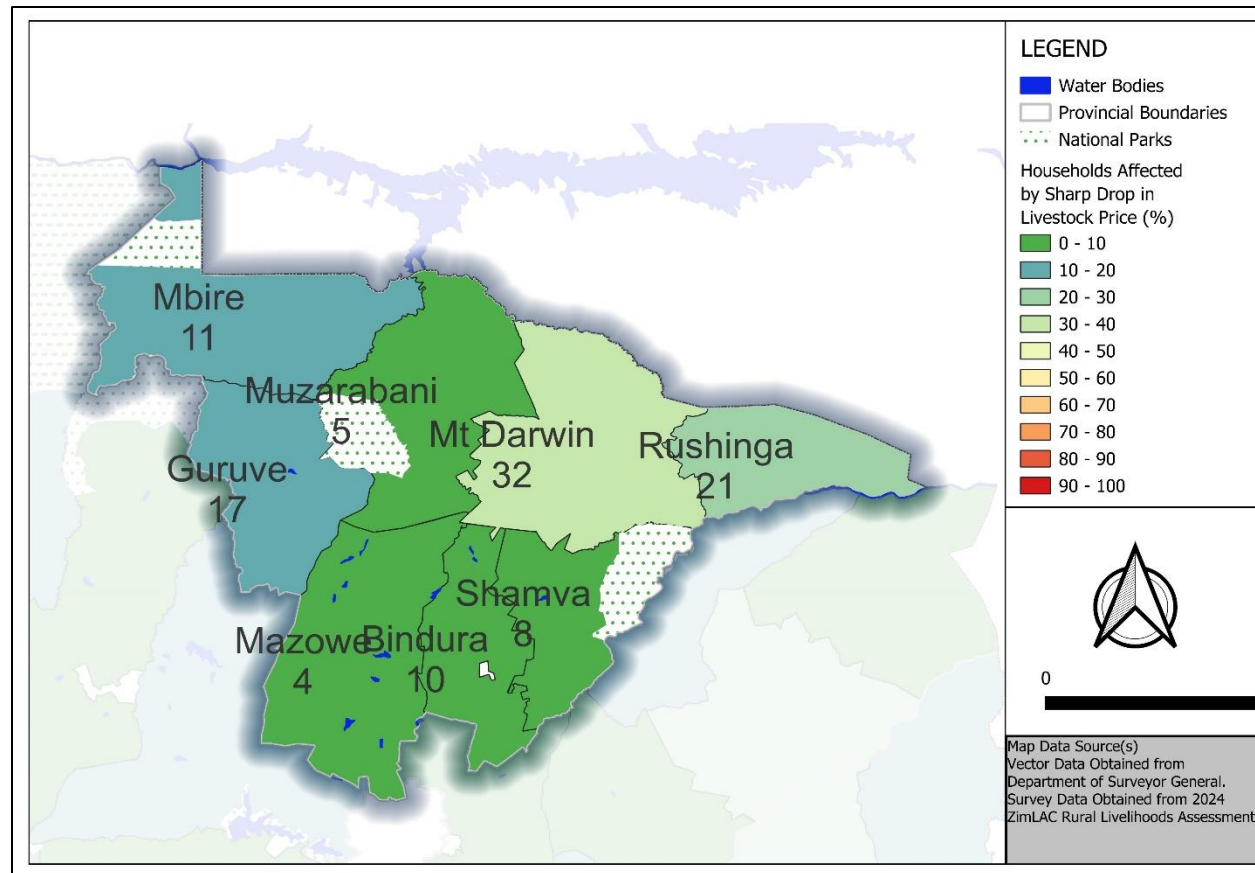 Mbire
11
Muzarabani
5
Mt Darwin
32
Rushinga
21
Guruve
17
Shamva
8
Mazowe
4
Bindura
10
LEGEND
Water Bodies
Provincial Boundaries
National Parks
Households Affected
by Sharp Drop in
Livestock Price (%)
0 - 10
10 - 20
20 - 30
30 - 40
40 - 50
50 - 60
60 - 70
70 - 80
80 - 90
90 - 100
0
Map Data Source(s)
Vector Data Obtained from
Department of Surveyor General.
Survey Data Obtained from 2024
ZimLAC Rural Livelihoods Assessment